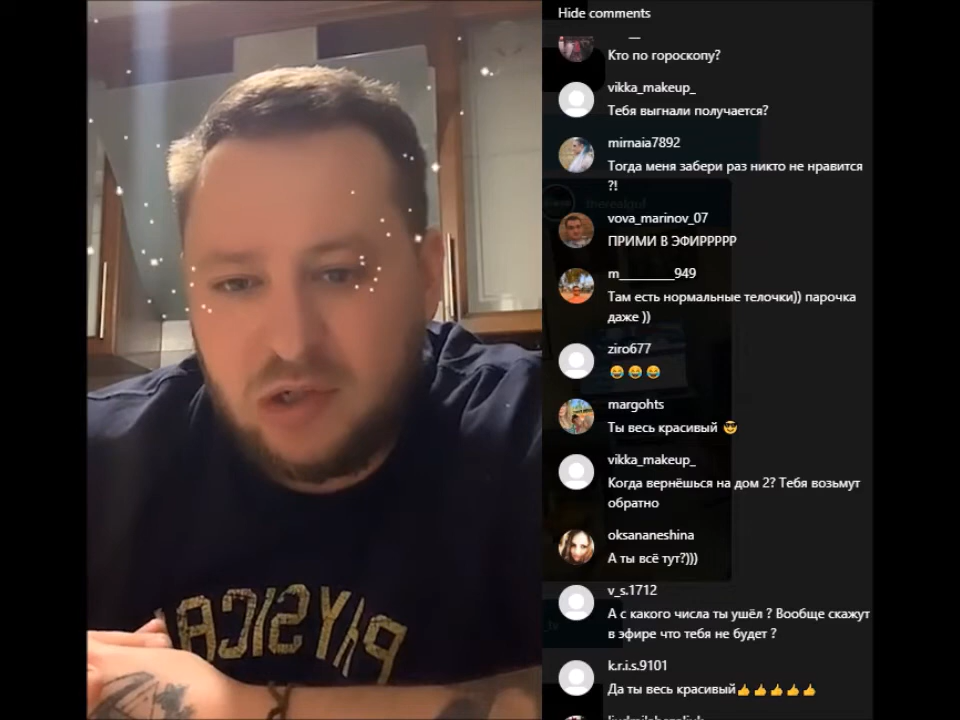 Hide comments
Кто по гороскопу?
vikka_makeup_
Тебя выгнали получается?
mirnaia7892
Тогда меня забери раз никто не нравится
?!
vova_marinov_07
ПРИМИ В ЭФИРРРРР
m_________949
Там есть нормальные телочки)) парочка
даже ))
ziro677
😂 😂 😂
margohts
Ты весь красивый 😎
vikka_makeup_
Когда вернёшься на дом 2? Тебя возьмут
обратно
oksananeshina
А ты всё тут?)))
v_s.1712
А с какого числа ты ушёл ? Вообще скажут
в эфире что тебя не будет ?
k.r.i.s.9101
Да ты весь красивый👍👍👍👍👍
PHYSICA